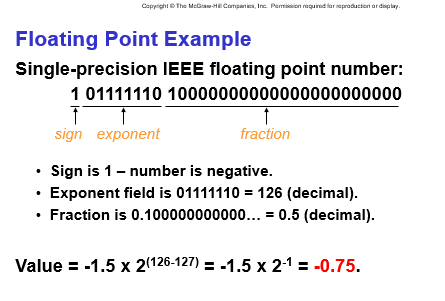 Copyright © The McGraw-Hill Companies, Inc. Permission required for reproduction or display.
Floating Point Example
Single-precision IEEE floating point number:
1 01111110 10000000000000000000000
sign exponent fraction
• Sign is 1 – number is negative.
• Exponent field is 01111110 = 126 (decimal).
• Fraction is 0.100000000000… = 0.5 (decimal).
Value = -1.5 x 2(126-127) = -1.5 x 2-1 = -0.75.